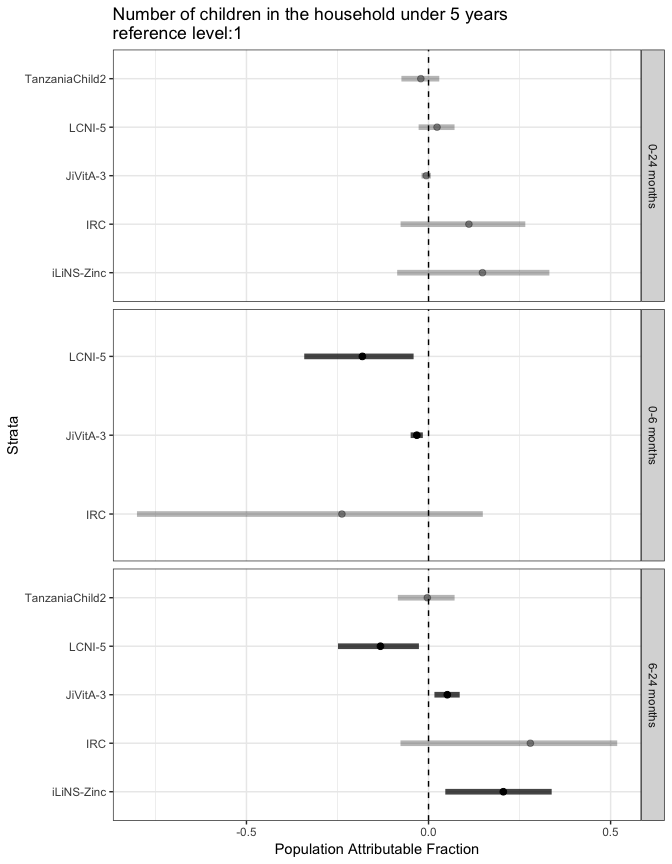 Number of children in the household under 5 years
reference level:1
TanzaniaChild2
LCNI-5
JiVitA-3
IRC
iLiNS-Zinc
0-24 months
LCNI-5
JiVitA-3
IRC
0-6 months
TanzaniaChild2
LCNI-5
JiVitA-3
IRC
iLiNS-Zinc
6-24 months
Strata
-0.5
0.0
0.5
Population Attributable Fraction